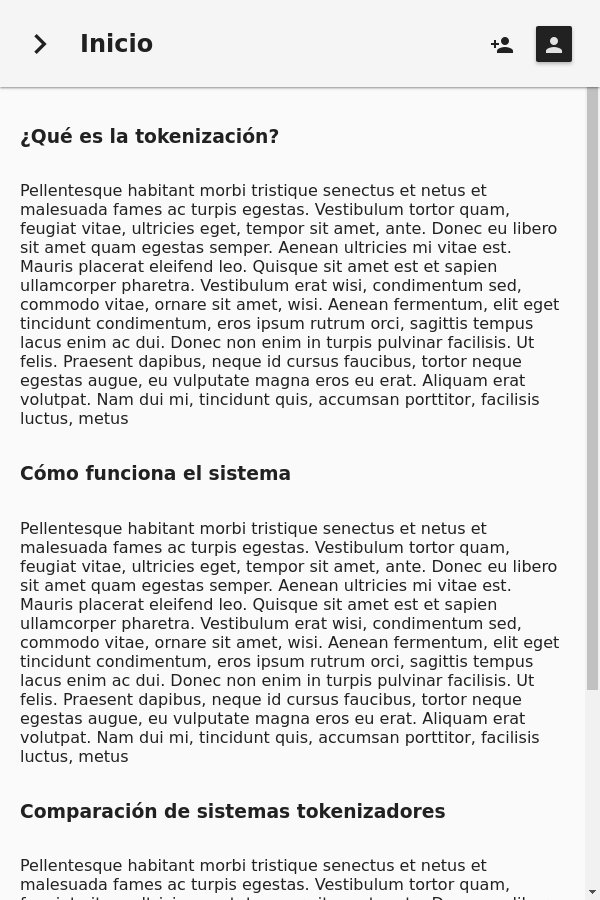 Inicio
¿Qué es la tokenización?
Pellentesque habitant morbi tristique senectus et netus et
malesuada fames ac turpis egestas. Vestibulum tortor quam,
feugiat vitae, ultricies eget, tempor sit amet, ante. Donec eu libero
sit amet quam egestas semper. Aenean ultricies mi vitae est.
Mauris placerat eleifend leo. Quisque sit amet est et sapien
ullamcorper pharetra. Vestibulum erat wisi, condimentum sed,
commodo vitae, ornare sit amet, wisi. Aenean fermentum, elit eget
tincidunt condimentum, eros ipsum rutrum orci, sagittis tempus
lacus enim ac dui. Donec non enim in turpis pulvinar facilisis. Ut
felis. Praesent dapibus, neque id cursus faucibus, tortor neque
egestas augue, eu vulputate magna eros eu erat. Aliquam erat
volutpat. Nam dui mi, tincidunt quis, accumsan porttitor, facilisis
luctus, metus
Cómo funciona el sistema
Pellentesque habitant morbi tristique senectus et netus et
malesuada fames ac turpis egestas. Vestibulum tortor quam,
feugiat vitae, ultricies eget, tempor sit amet, ante. Donec eu libero
sit amet quam egestas semper. Aenean ultricies mi vitae est.
Mauris placerat eleifend leo. Quisque sit amet est et sapien
ullamcorper pharetra. Vestibulum erat wisi, condimentum sed,
commodo vitae, ornare sit amet, wisi. Aenean fermentum, elit eget
tincidunt condimentum, eros ipsum rutrum orci, sagittis tempus
lacus enim ac dui. Donec non enim in turpis pulvinar facilisis. Ut
felis. Praesent dapibus, neque id cursus faucibus, tortor neque
egestas augue, eu vulputate magna eros eu erat. Aliquam erat
volutpat. Nam dui mi, tincidunt quis, accumsan porttitor, facilisis
luctus, metus
Comparación de sistemas tokenizadores
Pellentesque habitant morbi tristique senectus et netus et
malesuada fames ac turpis egestas. Vestibulum tortor quam,